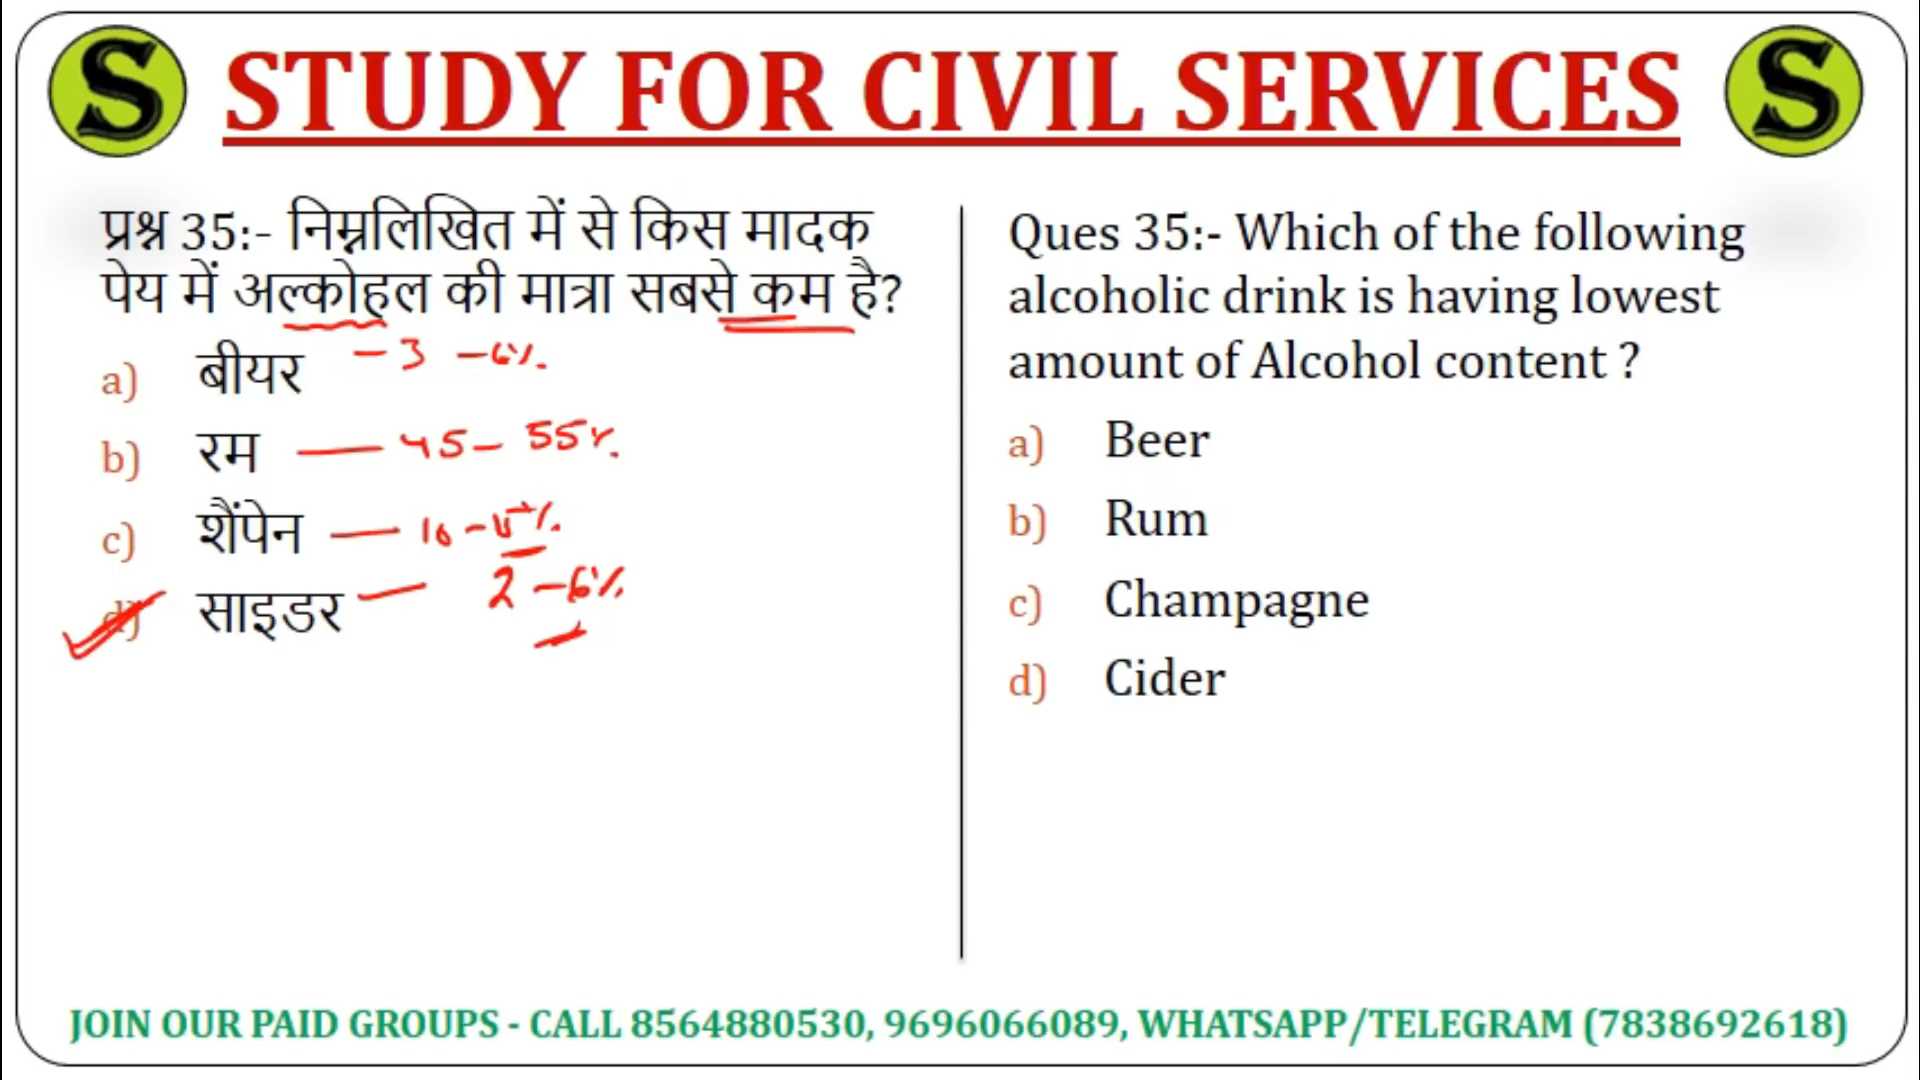 S STUDY FOR CIVIL SERVICES S
प्रश्न 35:- निम्नलिखित में से किस मादक
पेय में अल्कोहल की मात्रा सबसे कम है?
a) बीयर – 3 – 6%.
b) रम — 45 – 55%.
c) शैंपेन — 10 – 15%.
d) साइडर — 2 – 6%
Ques 35:- Which of the following
alcoholic drink is having lowest
amount of Alcohol content ?
a) Beer
b) Rum
c) Champagne
d) Cider
JOIN OUR PAID GROUPS - CALL 8564880530, 9696066089, WHATSAPP/TELEGRAM (7838692618)